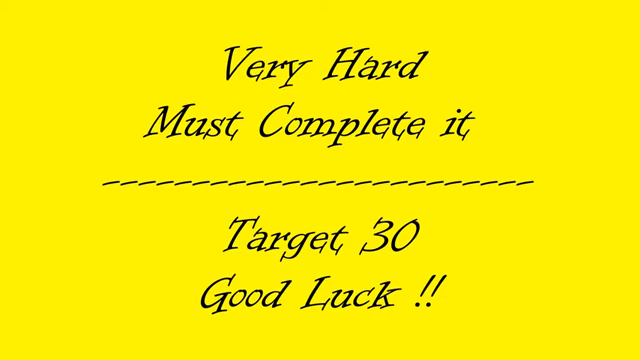 Very Hard
Must Complete it
------------------------
Target 30
Good Luck !!